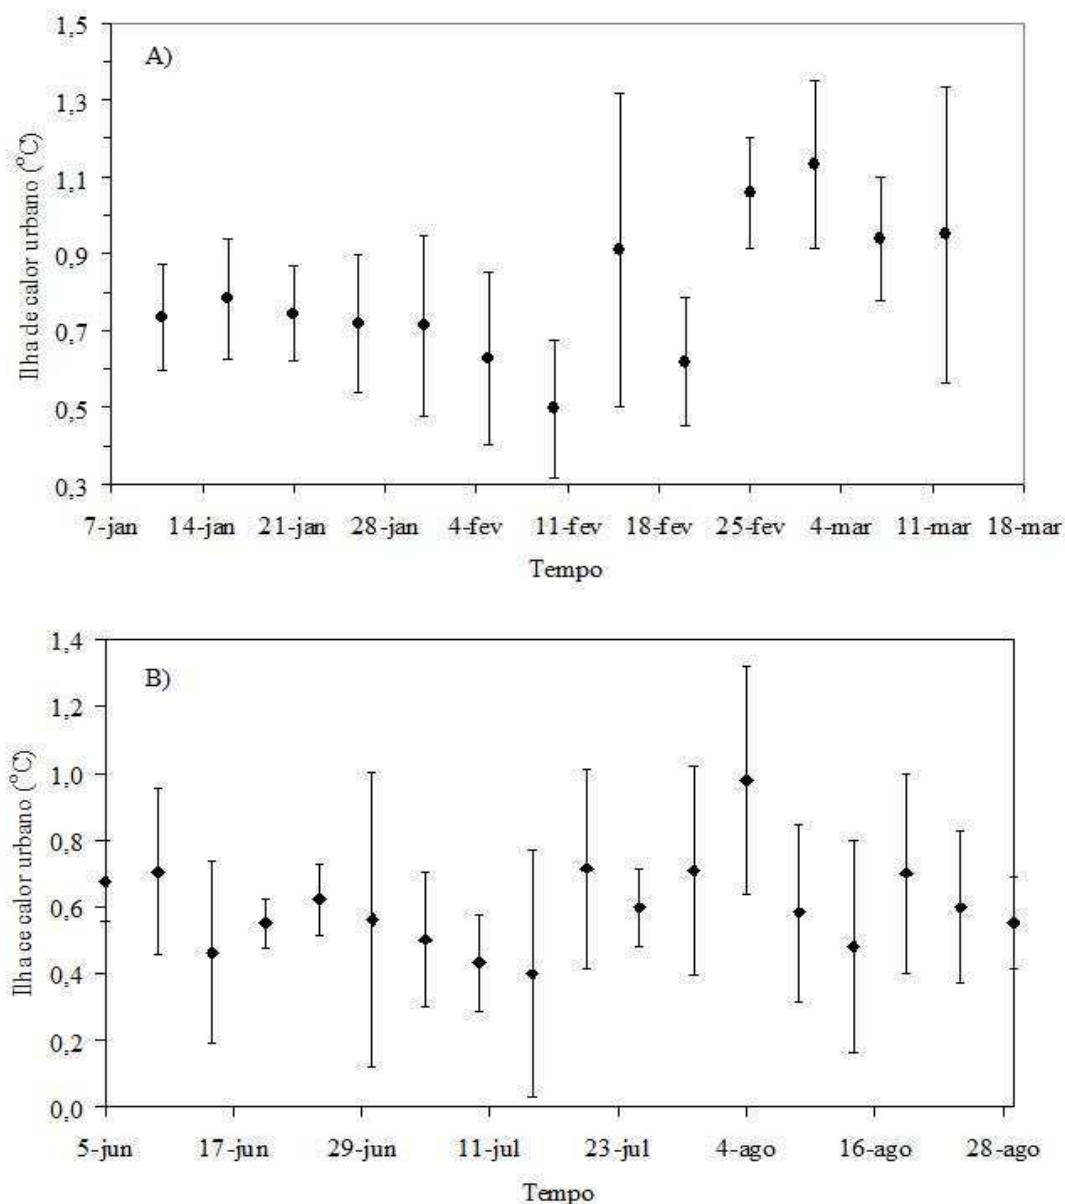 1,5
A)
1,3
1,1
0,9
0,7
0,5
0,3
Ilha de calor urbano (°C)
7-jan 14-jan 21-jan 28-jan 4-fev 11-fev 18-fev 25-fev 4-mar 11-mar 18-mar
Tempo
1,4
B)
1,2
1,0
0,8
0,6
0,4
0,2
0,0
Ilha ce calor urbano (°C)
5-jun 17-jun 29-jun 11-jul 23-jul 4-ago 16-ago 28-ago
Tempo